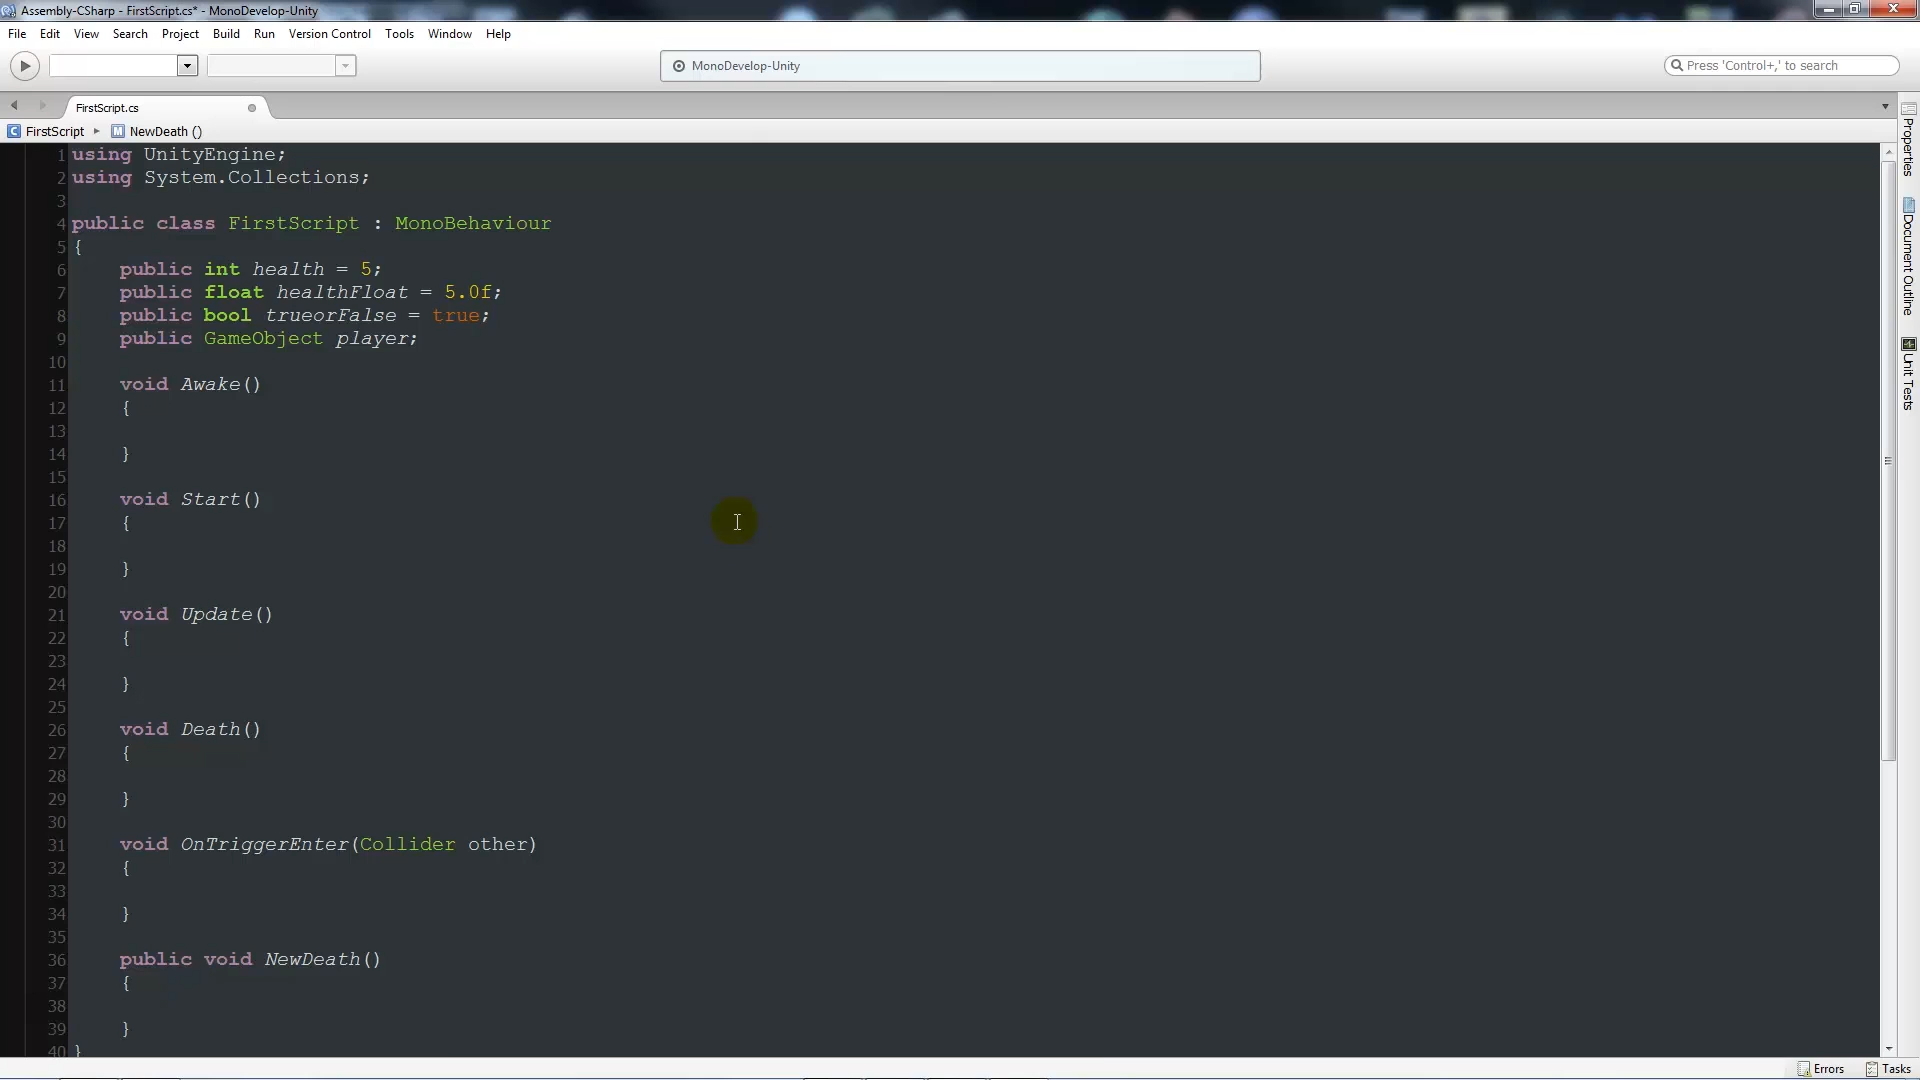 Assembly-CSharp - FirstScript.cs* - MonoDevelop-Unity
File Edit View Search Project Build Run Version Control Tools Window Help
MonoDevelop-Unity
Press 'Control+,' to search
FirstScript.cs
FirstScript NewDeath ()
1 using UnityEngine;
2 using System.Collections;
3
4 public class FirstScript : MonoBehaviour
5 {
6 public int health = 5;
7 public float healthFloat = 5.0f;
8 public bool trueorFalse = true;
9 public GameObject player;
10
11 void Awake()
12 {
13
14 }
15
16 void Start()
17 {
18
19 }
20
21 void Update()
22 {
23
24 }
25
26 void Death()
27 {
28
29 }
30
31 void OnTriggerEnter(Collider other)
32 {
33
34 }
35
36 public void NewDeath()
37 {
38
39 }
40 }
Properties
Document Outline
Unit Tests
Errors Tasks